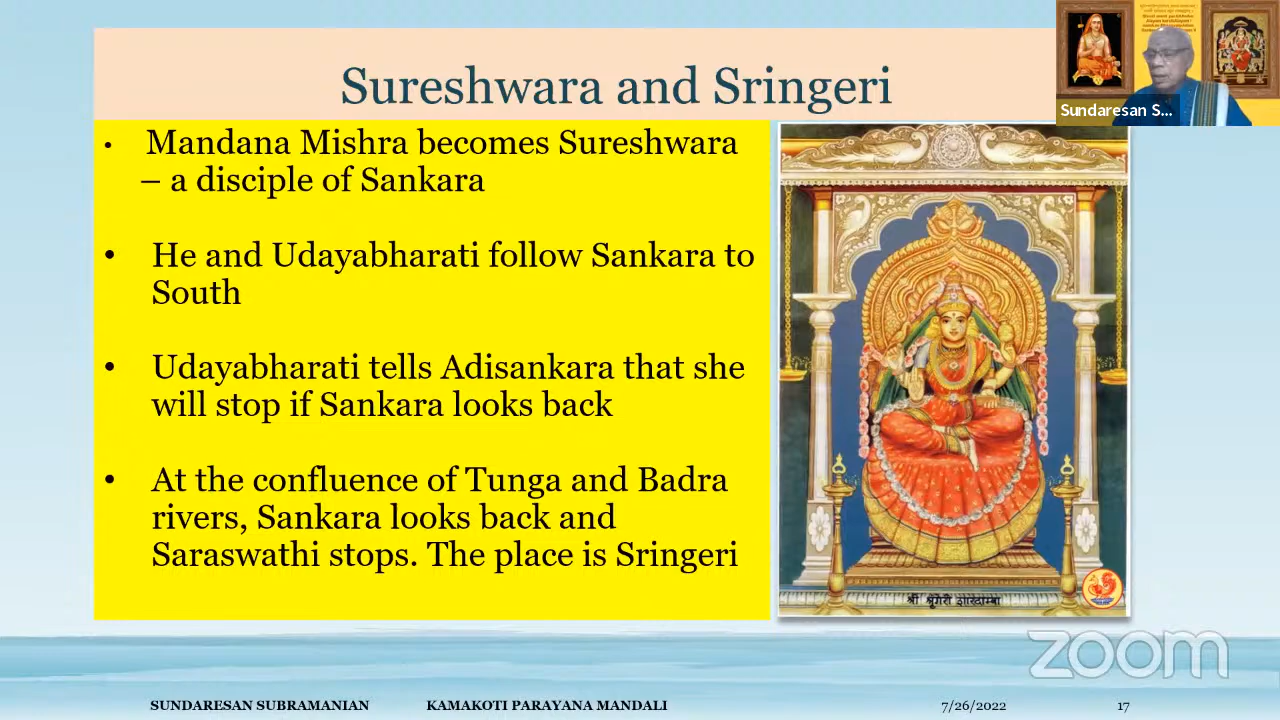 Sureshwara and Sringeri
Sundaresan S...
• Mandana Mishra becomes Sureshwara
– a disciple of Sankara
• He and Udayabharati follow Sankara to
South
• Udayabharati tells Adisankara that she
will stop if Sankara looks back
• At the confluence of Tunga and Badra
rivers, Sankara looks back and
Saraswathi stops. The place is Sringeri
श्री श्रृंगेरी शारदाम्बा
zoom
SUNDARESAN SUBRAMANIAN KAMAKOTI PARAYANA MANDALI 7/26/2022 17